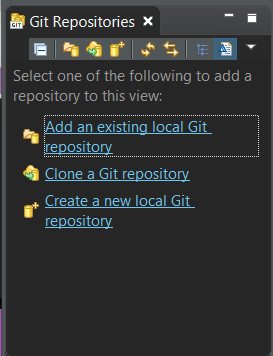 Git Repositories
Select one of the following to add a
repository to this view:
Add an existing local Git
repository
Clone a Git repository
Create a new local Git
repository